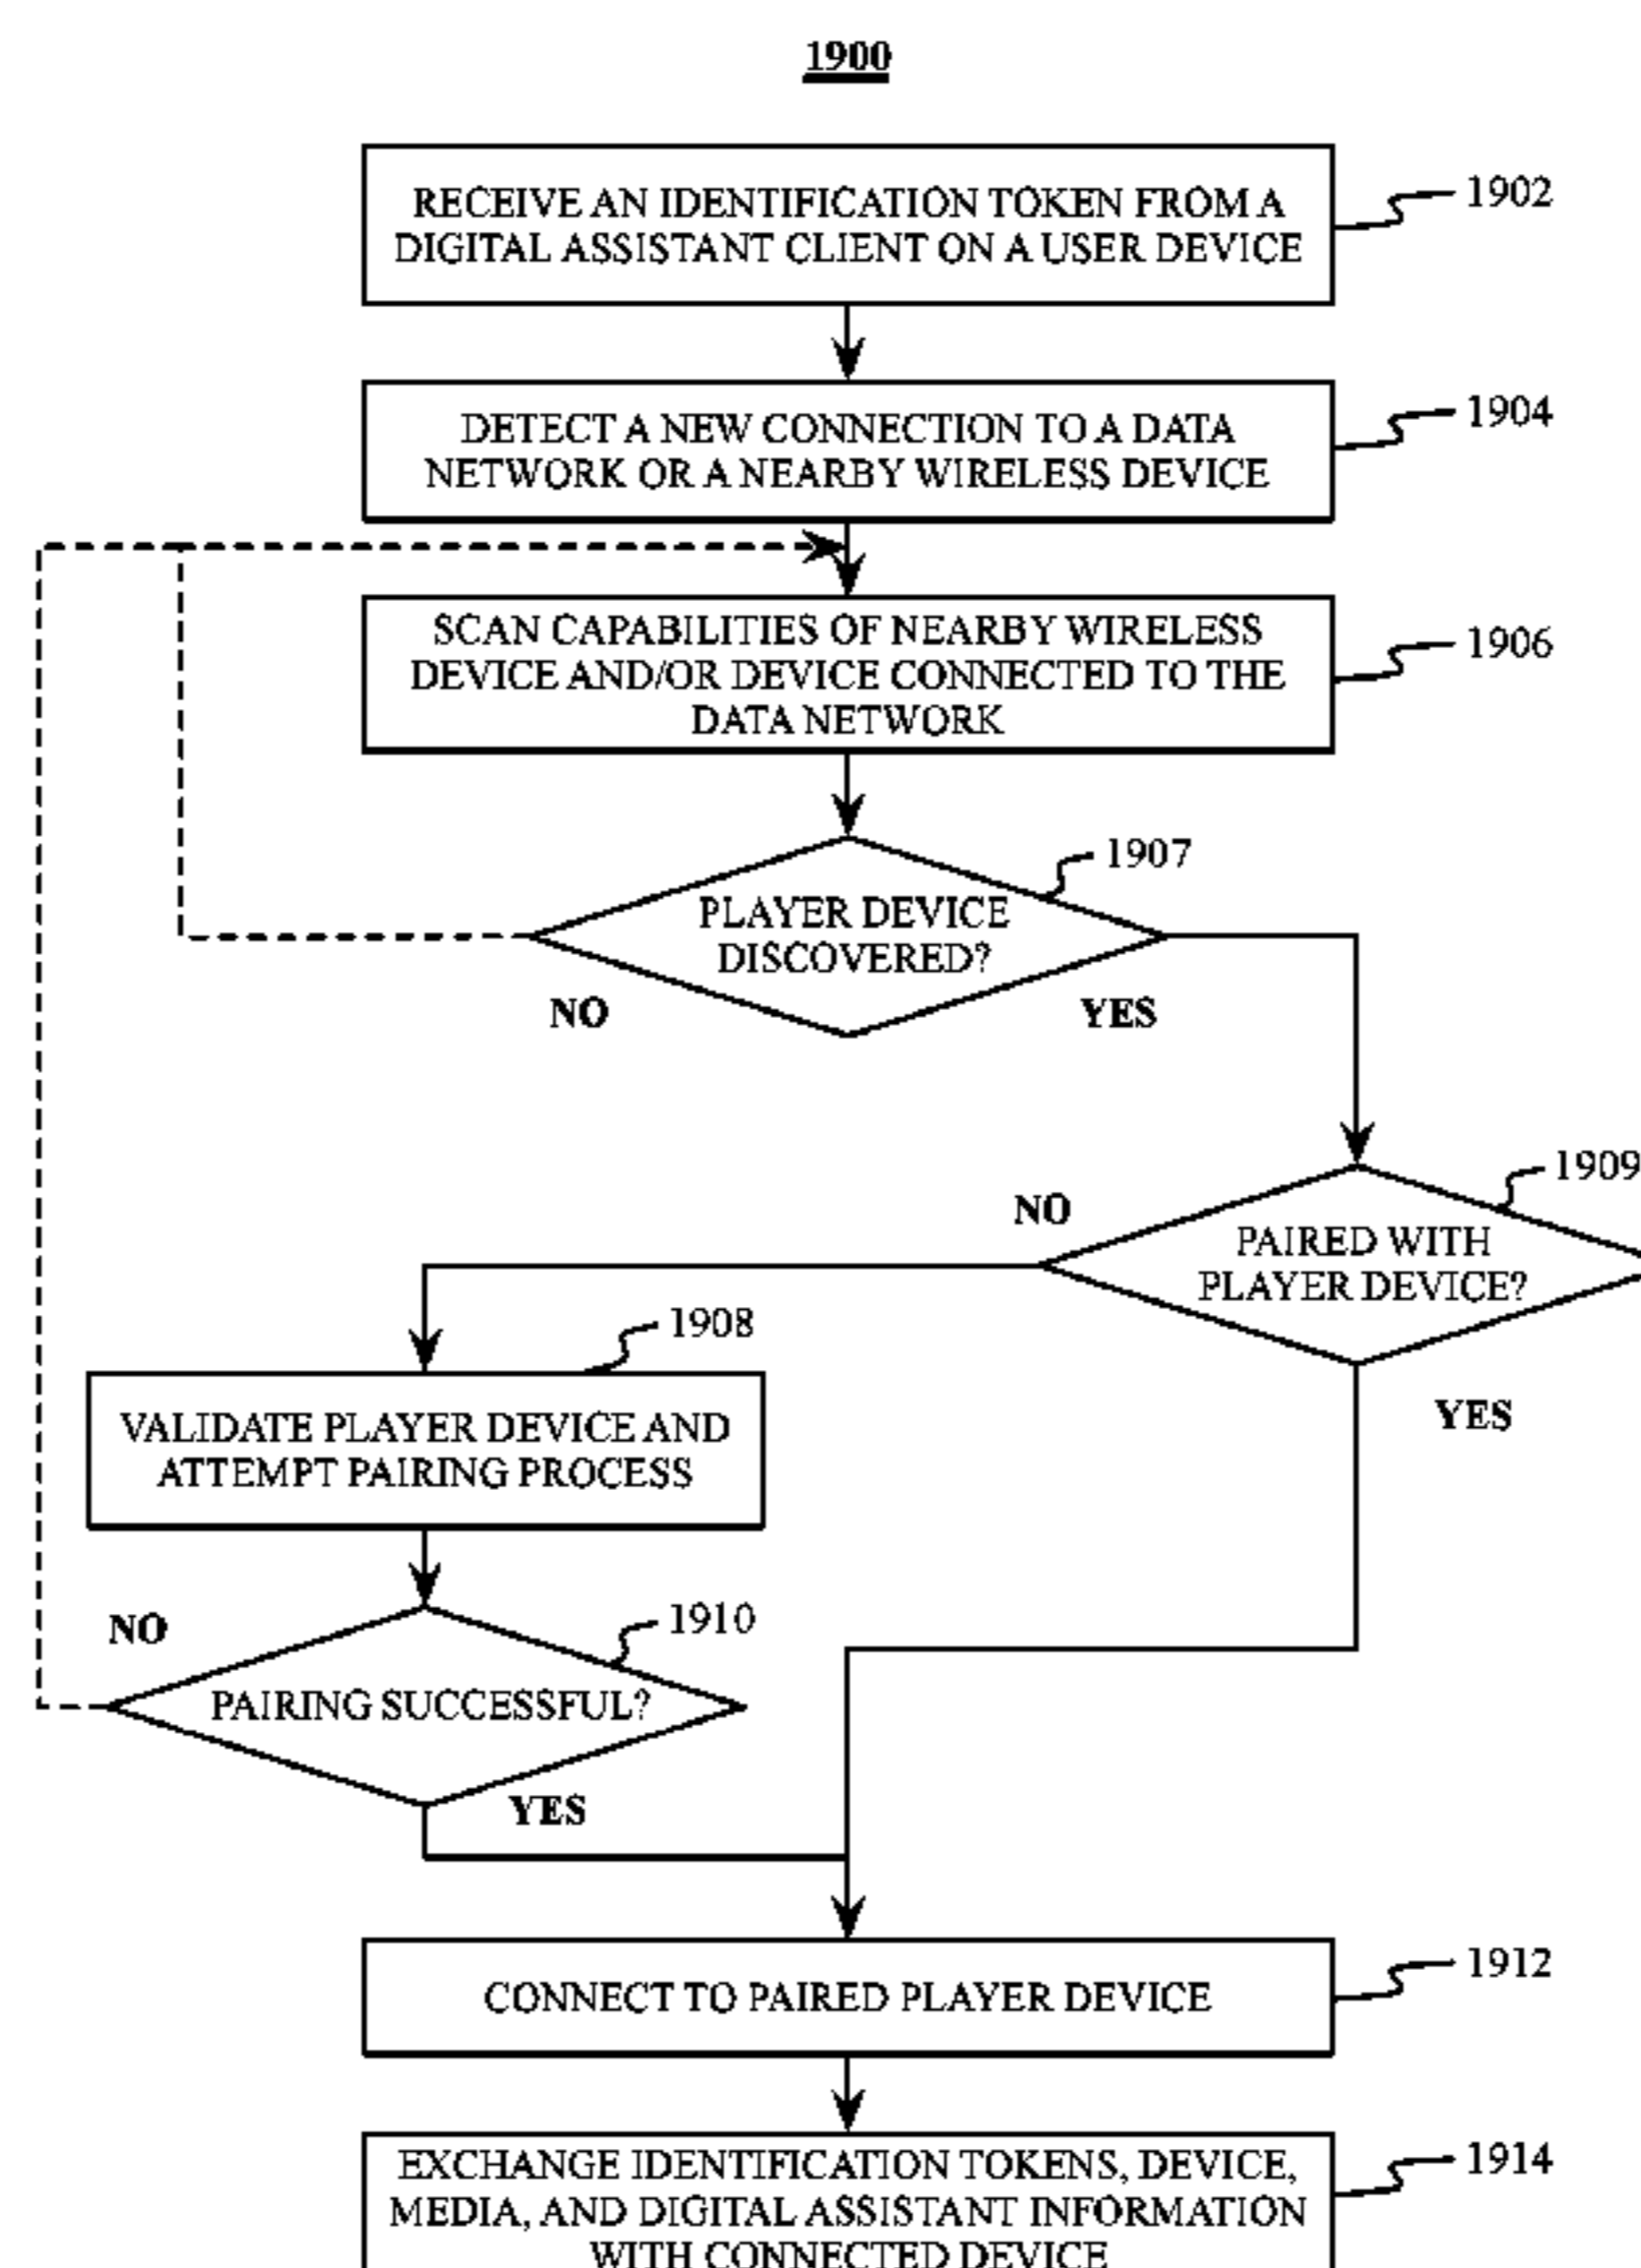 1900
RECEIVE AN IDENTIFICATION TOKEN FROM A
DIGITAL ASSISTANT CLIENT ON A USER DEVICE
1902
DETECT A NEW CONNECTION TO A DATA
NETWORK OR A NEARBY WIRELESS DEVICE
1904
SCAN CAPABILITIES OF NEARBY WIRELESS
DEVICE AND/OR DEVICE CONNECTED TO THE
DATA NETWORK
1906
1907
PLAYER DEVICE
DISCOVERED?
NO
YES
1909
NO
PAIRED WITH
PLAYER DEVICE?
YES
1908
VALIDATE PLAYER DEVICE AND
ATTEMPT PAIRING PROCESS
1910
NO
PAIRING SUCCESSFUL?
YES
CONNECT TO PAIRED PLAYER DEVICE
1912
EXCHANGE IDENTIFICATION TOKENS, DEVICE,
MEDIA, AND DIGITAL ASSISTANT INFORMATION
WITH CONNECTED DEVICE
1914